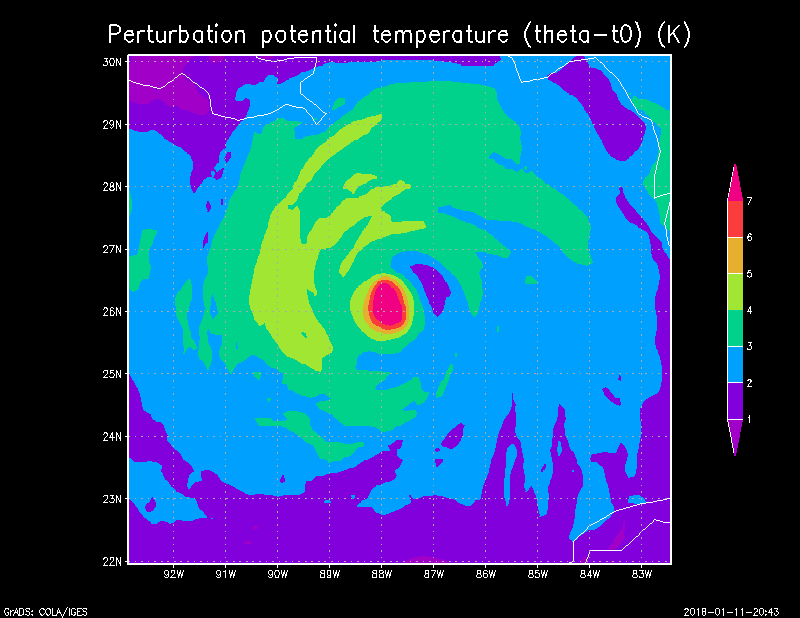 Perturbation potential temperature (theta-t0) (K)
30N
29N
28N
27N
26N
25N
24N
23N
22N
92W 91W 90W 89W 88W 87W 86W 85W 84W 83W
7
6
5
4
3
2
1
GrADS: COLA/IGES 2018-01-11-20:43